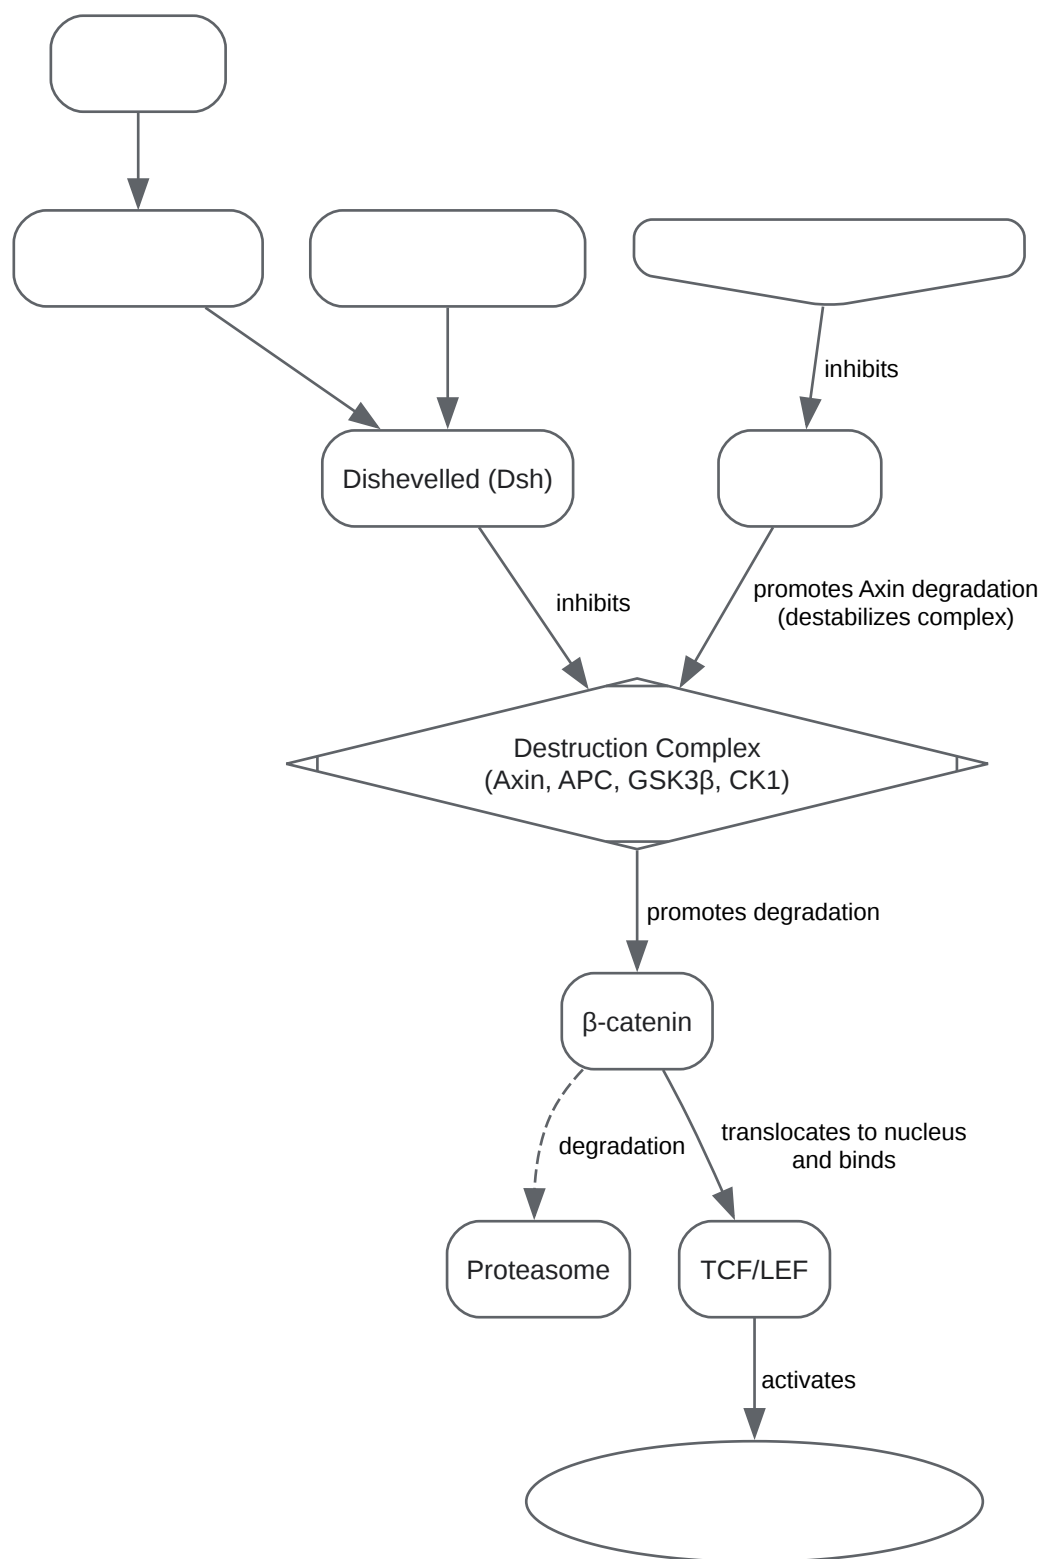 inhibits
Dishevelled (Dsh)
inhibits
promotes Axin degradation
(destabilizes complex)
Destruction Complex
(Axin, APC, GSK3β, CK1)
promotes degradation
β-catenin
degradation
translocates to nucleus
and binds
Proteasome
TCF/LEF
activates